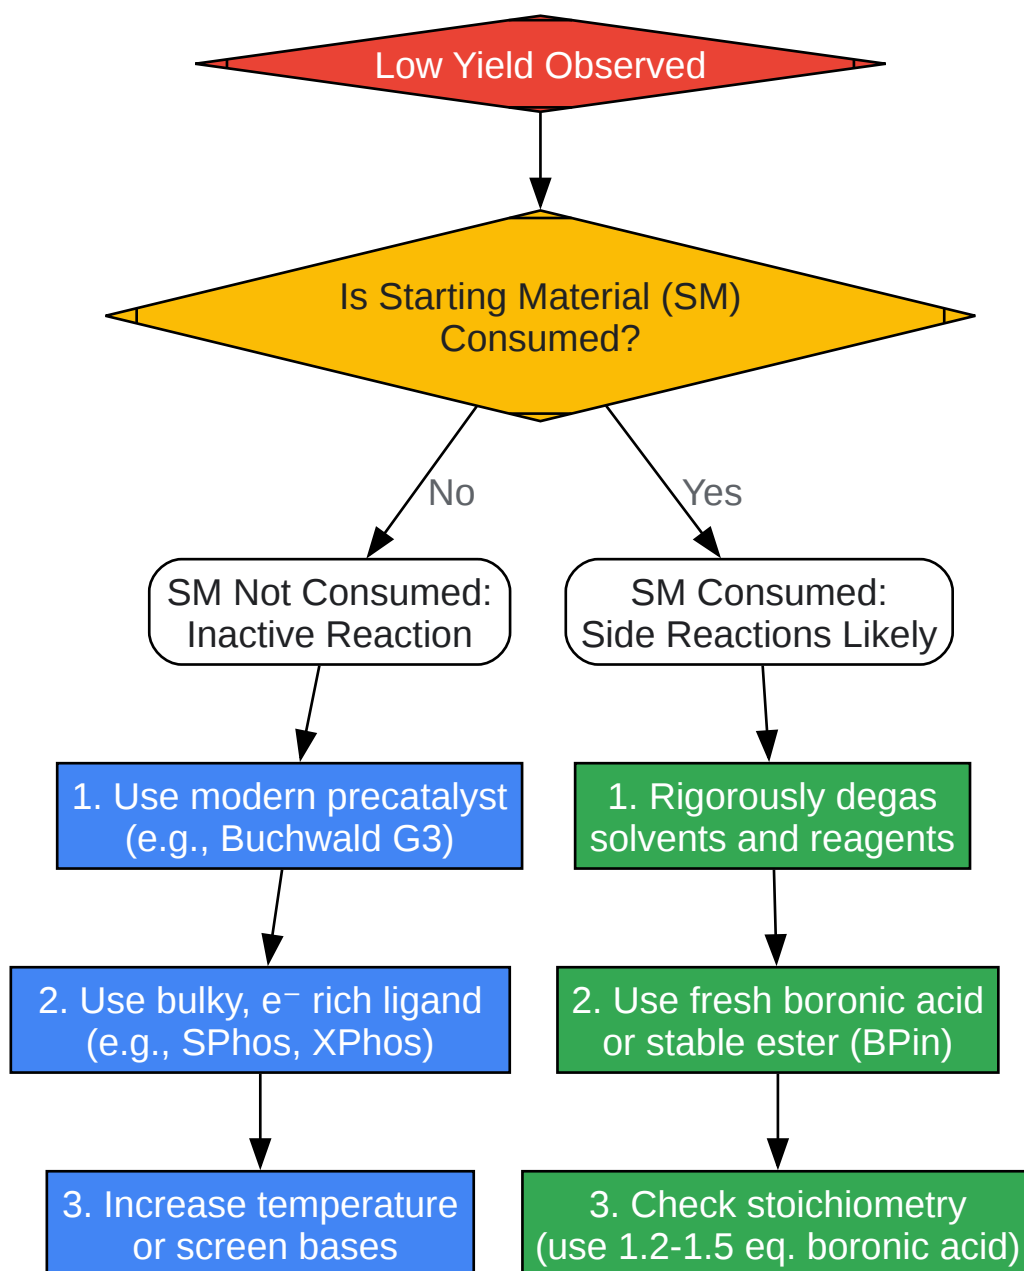 Low Yield Observed
Is Starting Material (SM)
Consumed?
No
Yes
SM Not Consumed:
Inactive Reaction
SM Consumed:
Side Reactions Likely
1. Use modern precatalyst
(e.g., Buchwald G3)
1. Rigorously degas
solvents and reagents
2. Use bulky, e⁻ rich ligand
(e.g., SPhos, XPhos)
2. Use fresh boronic acid
or stable ester (BPin)
3. Increase temperature
or screen bases
3. Check stoichiometry
(use 1.2-1.5 eq. boronic acid)